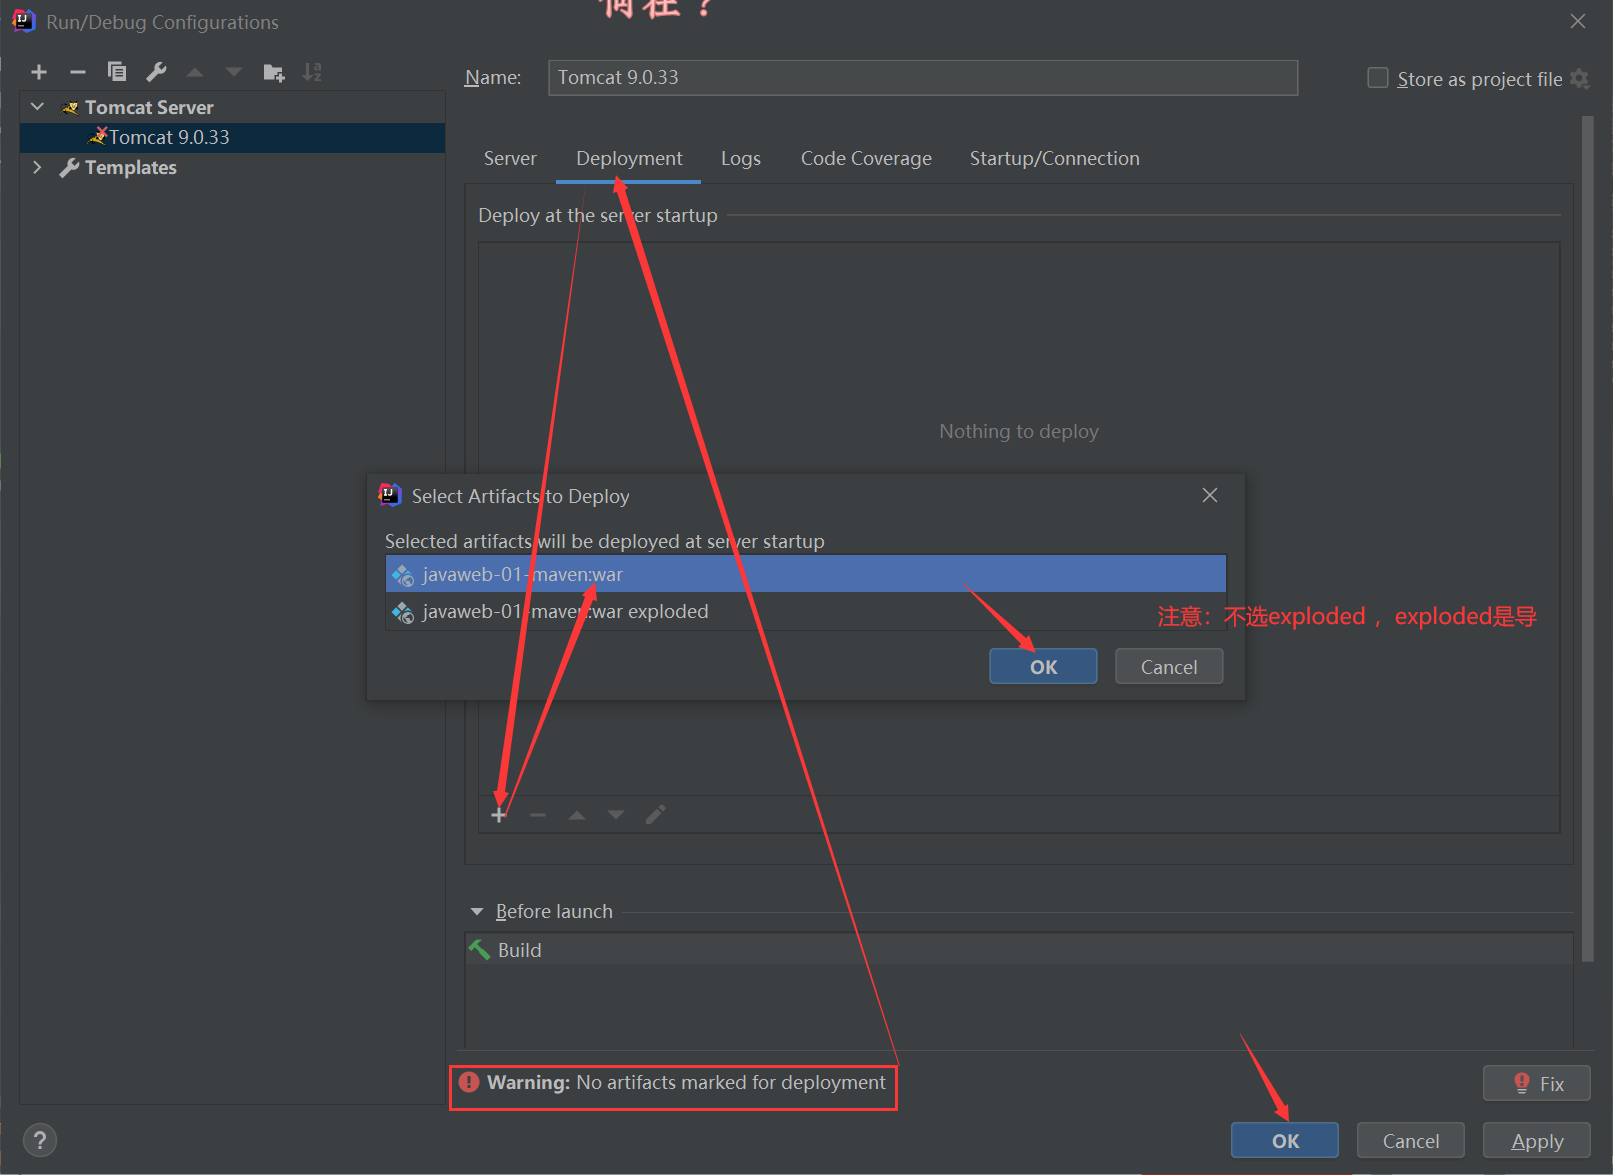 何在？
Run/Debug Configurations
Name:
Tomcat 9.0.33
Store as project file
Tomcat Server
Tomcat 9.0.33
Templates
Server
Deployment
Logs
Code Coverage
Startup/Connection
Deploy at the server startup
Nothing to deploy
Select Artifacts to Deploy
Selected artifacts will be deployed at server startup
javaweb-01-maven:war
javaweb-01-maven:war exploded
注意：不选exploded ，exploded是导
OK
Cancel
Before launch
Build
Warning: No artifacts marked for deployment
Fix
?
OK
Cancel
Apply